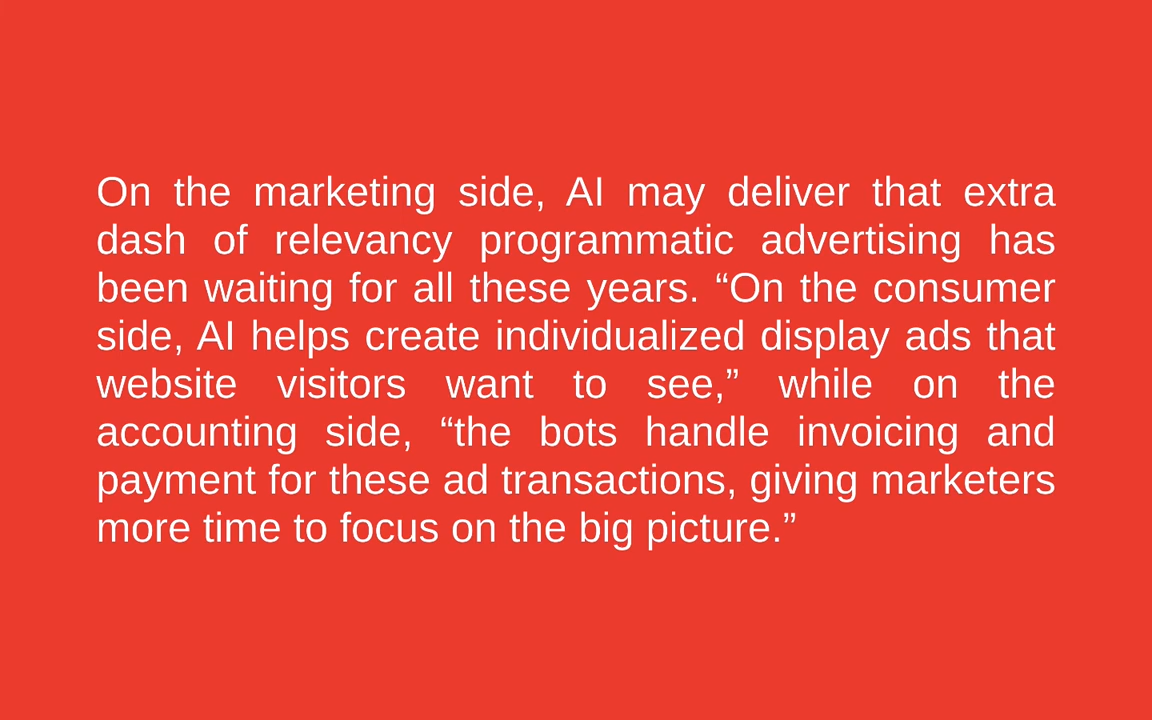 On the marketing side, AI may deliver that extra
dash of relevancy programmatic advertising has
been waiting for all these years. “On the consumer
side, AI helps create individualized display ads that
website visitors want to see,” while on the
accounting side, “the bots handle invoicing and
payment for these ad transactions, giving marketers
more time to focus on the big picture.”